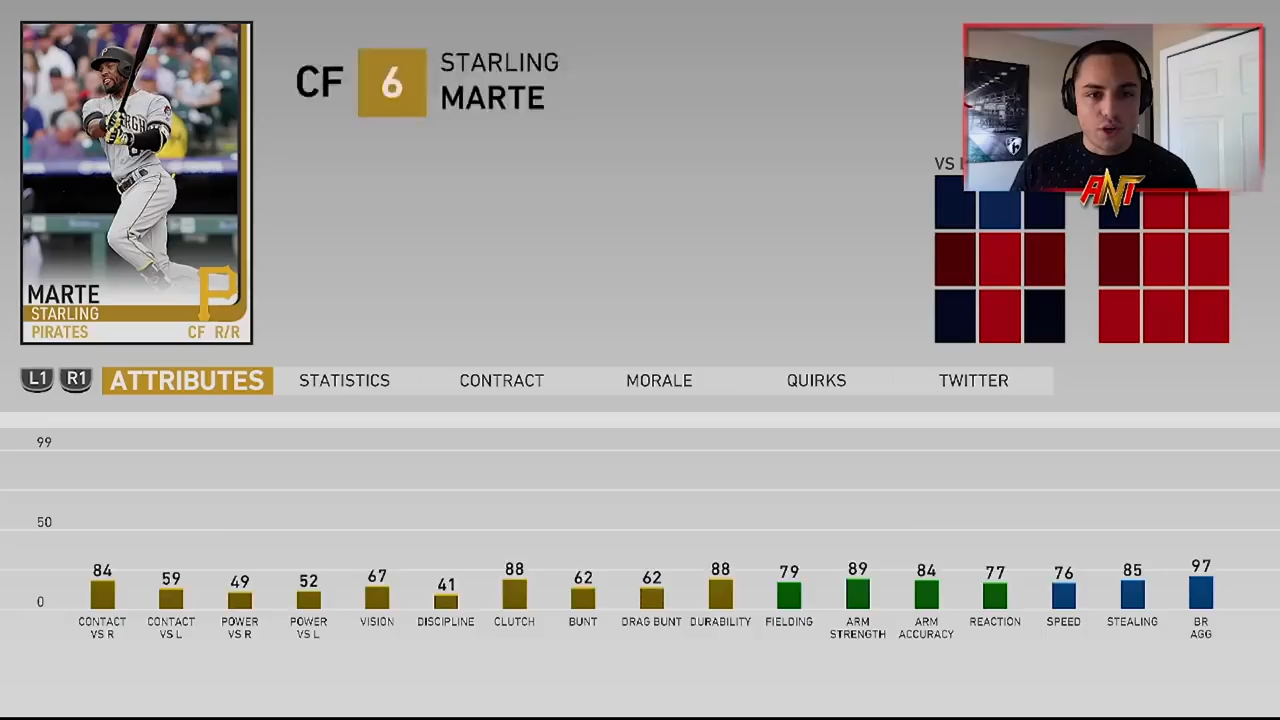 CF 6 STARLING
MARTE
RGH
VS
ANT
MARTE
STARLING
PIRATES CF R/R
P
L1 R1 ATTRIBUTES STATISTICS CONTRACT MORALE QUIRKS TWITTER
99
50
0
84 59 49 52 67 41 88 62 62 88 79 89 84 77 76 85 97
CONTACT VS R
CONTACT VS L
POWER VS R
POWER VS L
VISION
DISCIPLINE
CLUTCH
BUNT
DRAG BUNT
DURABILITY
FIELDING
ARM STRENGTH
ARM ACCURACY
REACTION
SPEED
STEALING
BR AGG